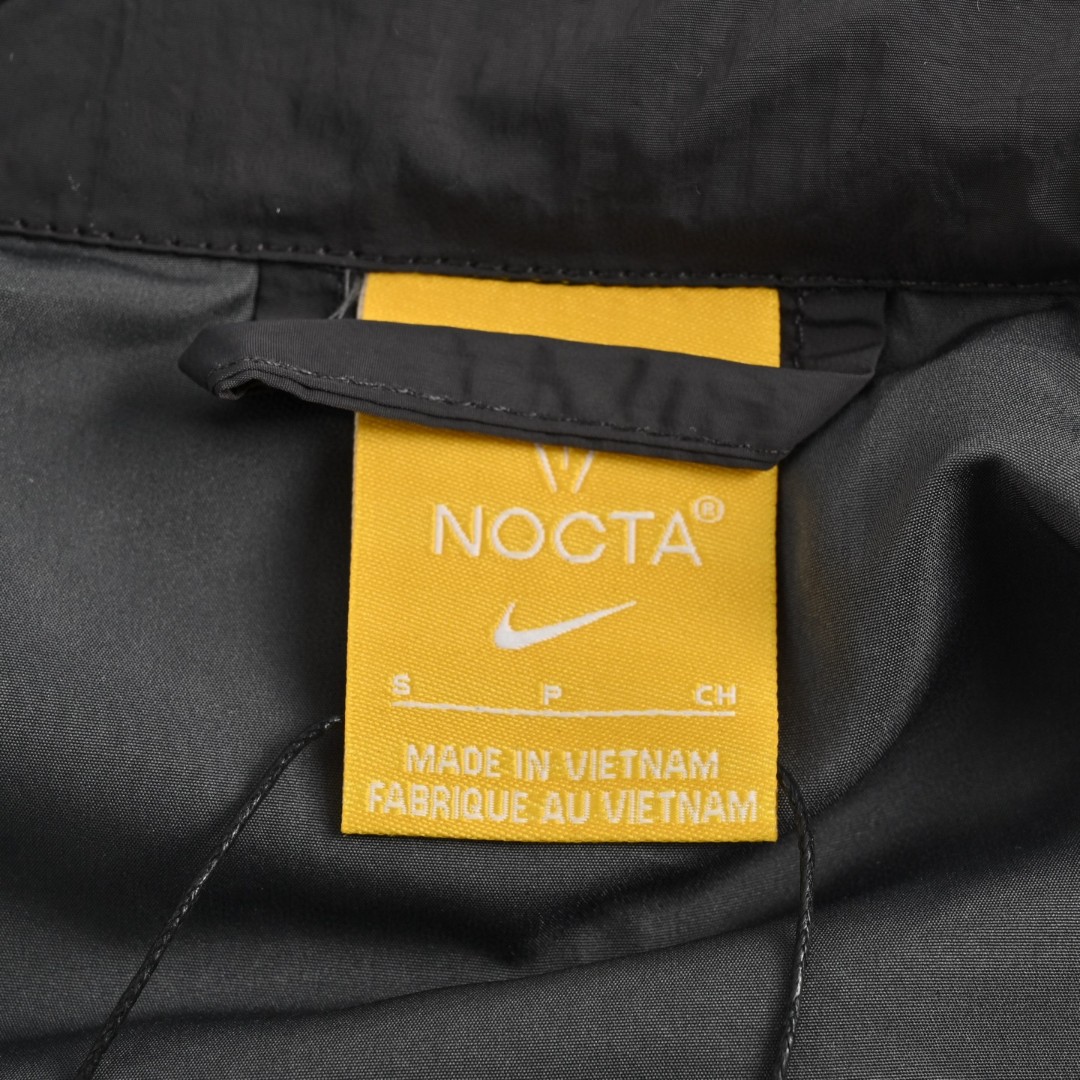 NOCTA®
S P CH
MADE IN VIETNAM
FABRIQUE AU VIETNAM